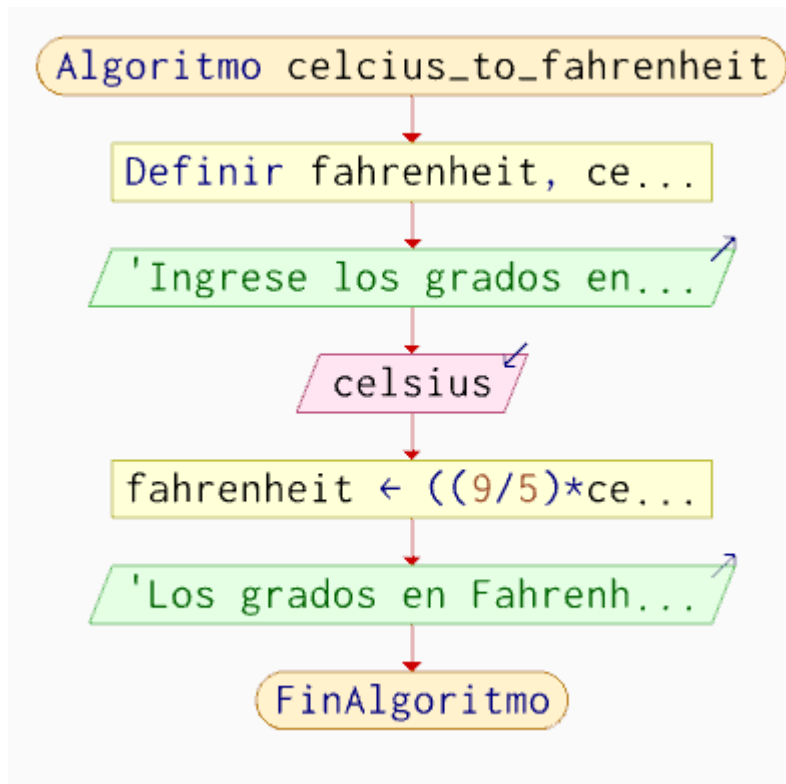 Algoritmo celcius_to_fahrenheit
Definir fahrenheit, ce...
'Ingrese los grados en...
celsius
fahrenheit ← ((9/5)*ce...
'Los grados en Fahrenh...
FinAlgoritmo